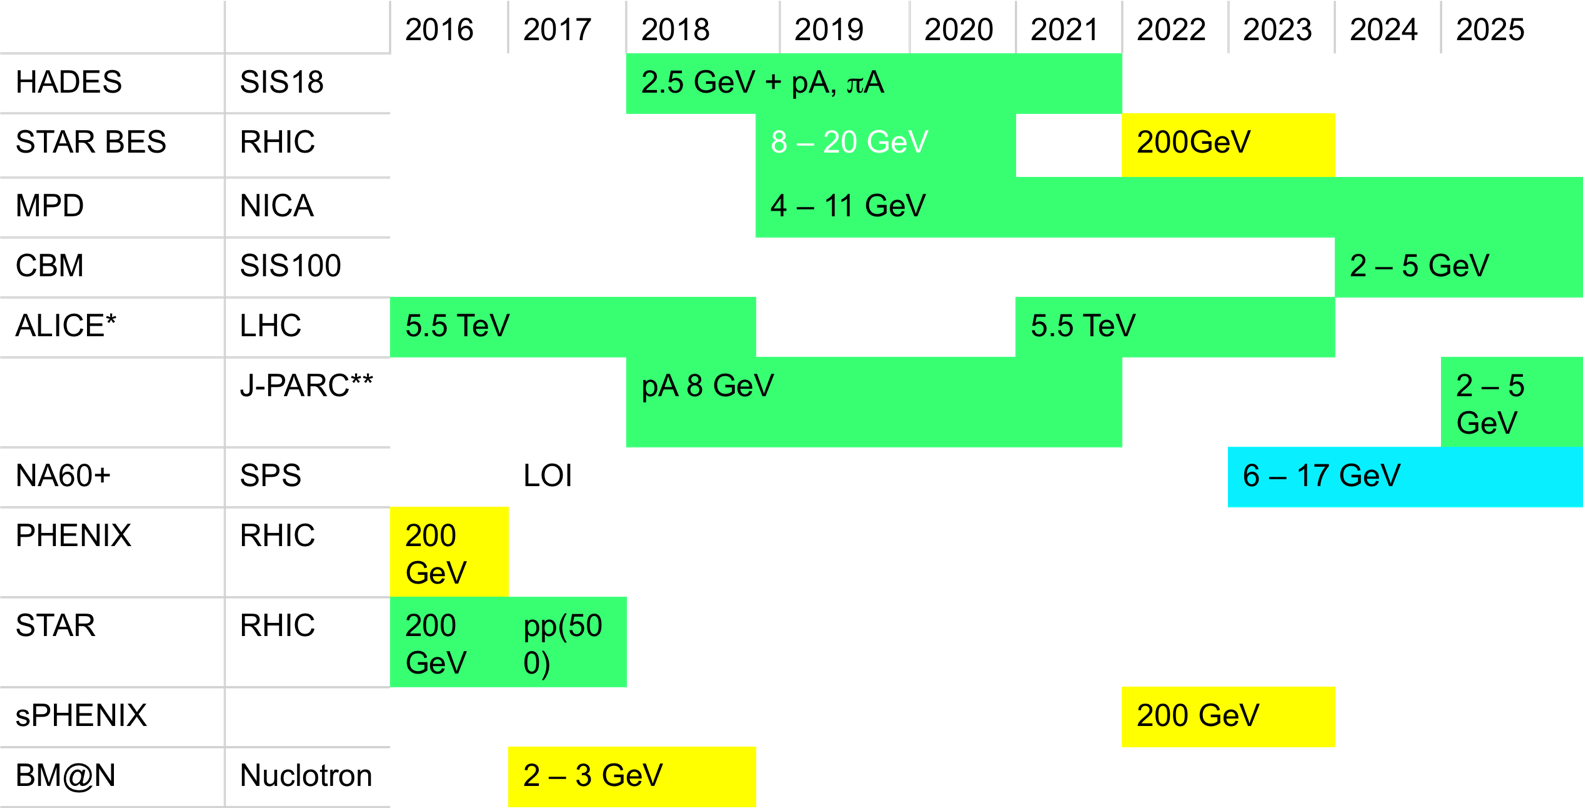 2016 2017 2018 2019 2020 2021 2022 2023 2024 2025
HADES SIS18 2.5 GeV + pA, πA
STAR BES RHIC 8 – 20 GeV 200GeV
MPD NICA 4 – 11 GeV
CBM SIS100 2 – 5 GeV
ALICE* LHC 5.5 TeV 5.5 TeV
J-PARC** pA 8 GeV 2 – 5
GeV
NA60+ SPS LOI 6 – 17 GeV
PHENIX RHIC 200
GeV
STAR RHIC 200 pp(50
GeV 0)
sPHENIX 200 GeV
BM@N Nuclotron 2 – 3 GeV